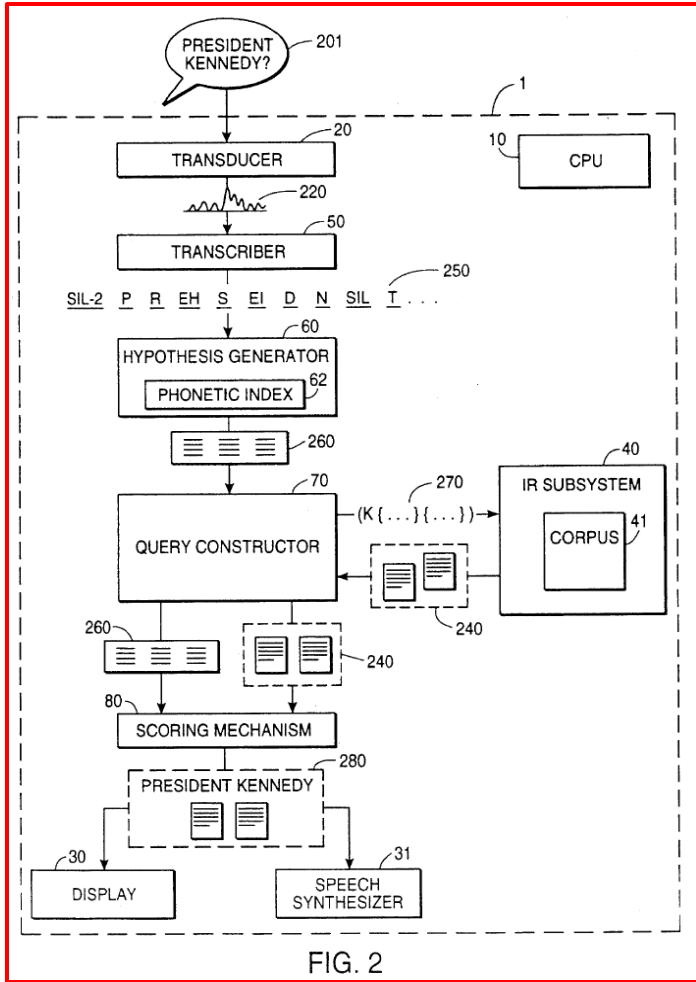 PRESIDENT
KENNEDY?
201
1
20
TRANSDUCER
10
CPU
220
50
TRANSCRIBER
250
SIL-2 P R EH S EI D N SIL T . . .
60
HYPOTHESIS GENERATOR
62
PHONETIC INDEX
260
70
QUERY CONSTRUCTOR
270
(K { . . . } { . . . } )
40
IR SUBSYSTEM
CORPUS
41
240
260
240
80
SCORING MECHANISM
280
PRESIDENT KENNEDY
30
DISPLAY
31
SPEECH
SYNTHESIZER
FIG. 2